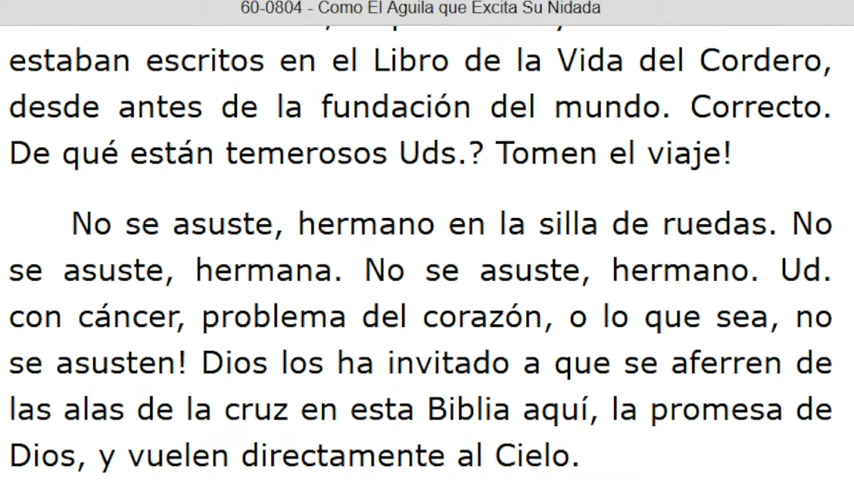 60-0804 - Como El Aguila que Excita Su Nidada
estaban escritos en el Libro de la Vida del Cordero,
desde antes de la fundación del mundo. Correcto.
De qué están temerosos Uds.? Tomen el viaje!
No se asuste, hermano en la silla de ruedas. No
se asuste, hermana. No se asuste, hermano. Ud.
con cáncer, problema del corazón, o lo que sea, no
se asusten! Dios los ha invitado a que se aferren de
las alas de la cruz en esta Biblia aquí, la promesa de
Dios, y vuelen directamente al Cielo.